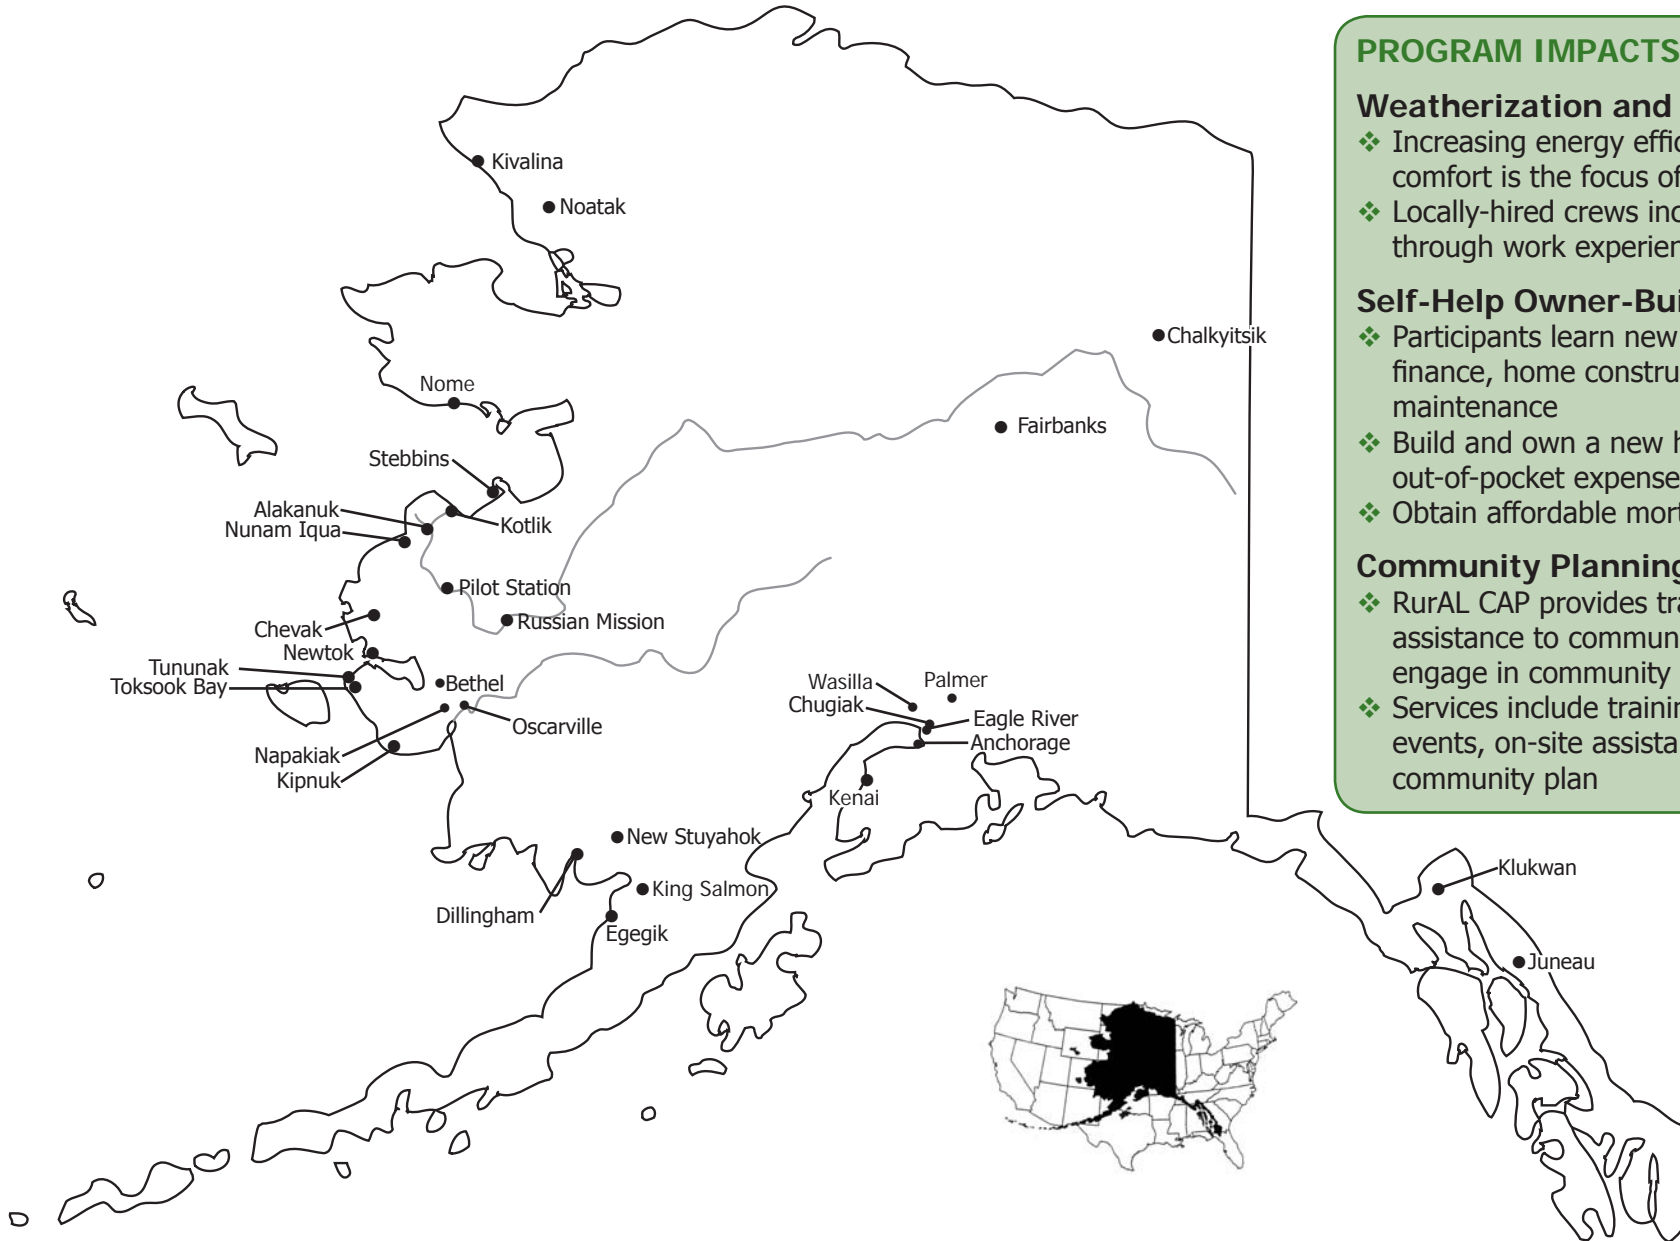 Kivalina
Noatak
Chalkyitsik
Nome
Fairbanks
Stebbins
Alakanuk
Nunam Iqua
Kotlik
Pilot Station
Russian Mission
Chevak
Newtok
Tununak
Toksook Bay
Bethel
Oscarville
Napakiak
Kipnuk
Wasilla
Palmer
Chugiak
Eagle River
Anchorage
Kenai
New Stuyahok
King Salmon
Dillingham
Egegik
Klukwan
Juneau
PROGRAM IMPACTS
Weatherization and
❖ Increasing energy effic
comfort is the focus of
❖ Locally-hired crews inc
through work experien
Self-Help Owner-Bui
❖ Participants learn new
finance, home constru
maintenance
❖ Build and own a new h
out-of-pocket expense
❖ Obtain affordable mort
Community Planning
❖ RurAL CAP provides tra
assistance to commun
engage in community
❖ Services include trainin
events, on-site assista
community plan